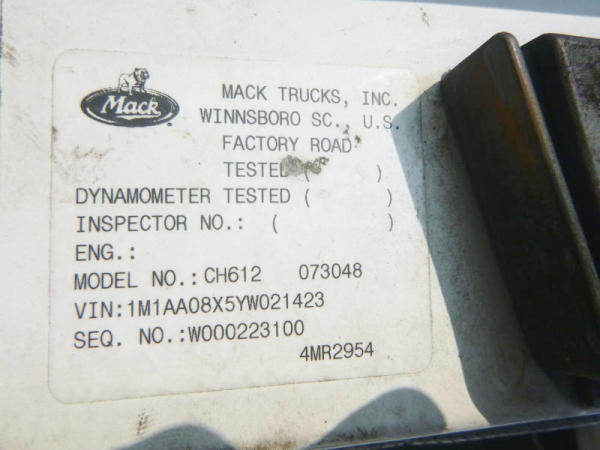 Mack
MACK TRUCKS, INC.
WINNSBORO SC., U.S.
FACTORY ROAD
TESTED ( )
DYNAMOMETER TESTED ( )
INSPECTOR NO.: ( )
ENG.:
MODEL NO.:CH612 073048
VIN:1M1AA08X5YW021423
SEQ. NO.:W000223100
4MR2954